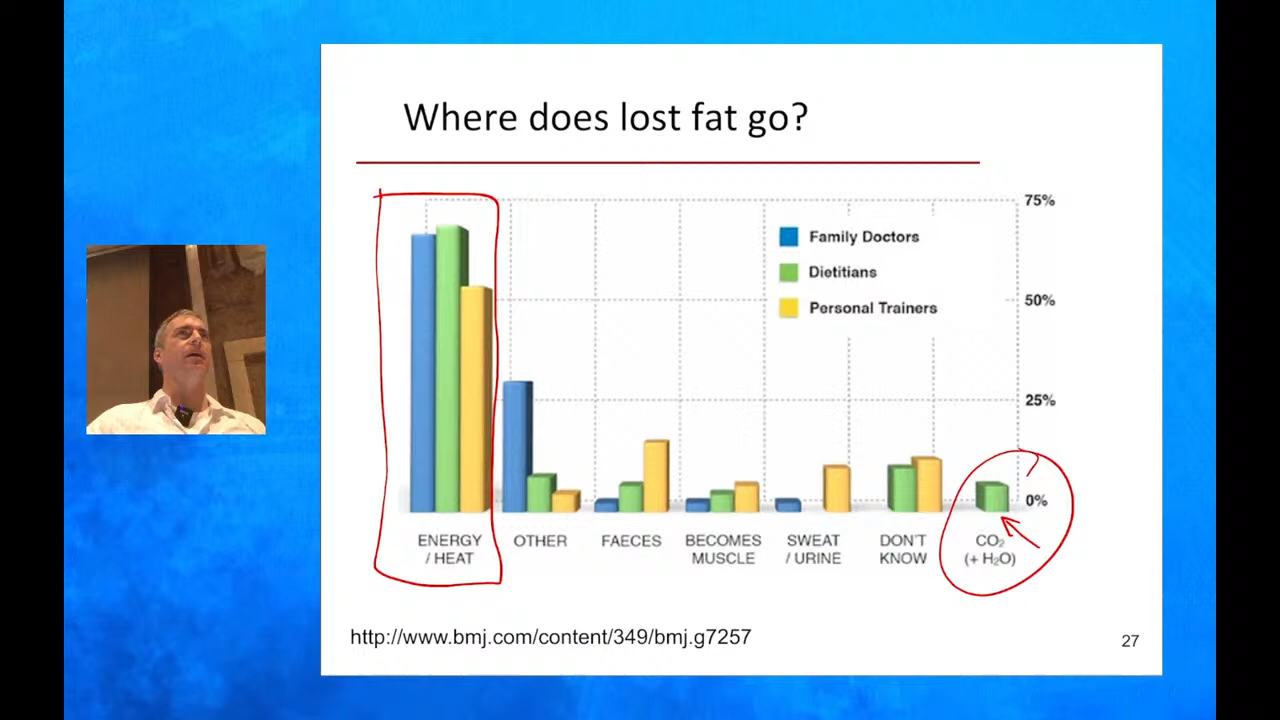 Where does lost fat go?
75%
Family Doctors
Dietitians
50%
Personal Trainers
25%
0%
ENERGY
/ HEAT
OTHER
FAECES
BECOMES
MUSCLE
SWEAT
/ URINE
DON'T
KNOW
CO₂
(+ H₂O)
http://www.bmj.com/content/349/bmj.g7257
27